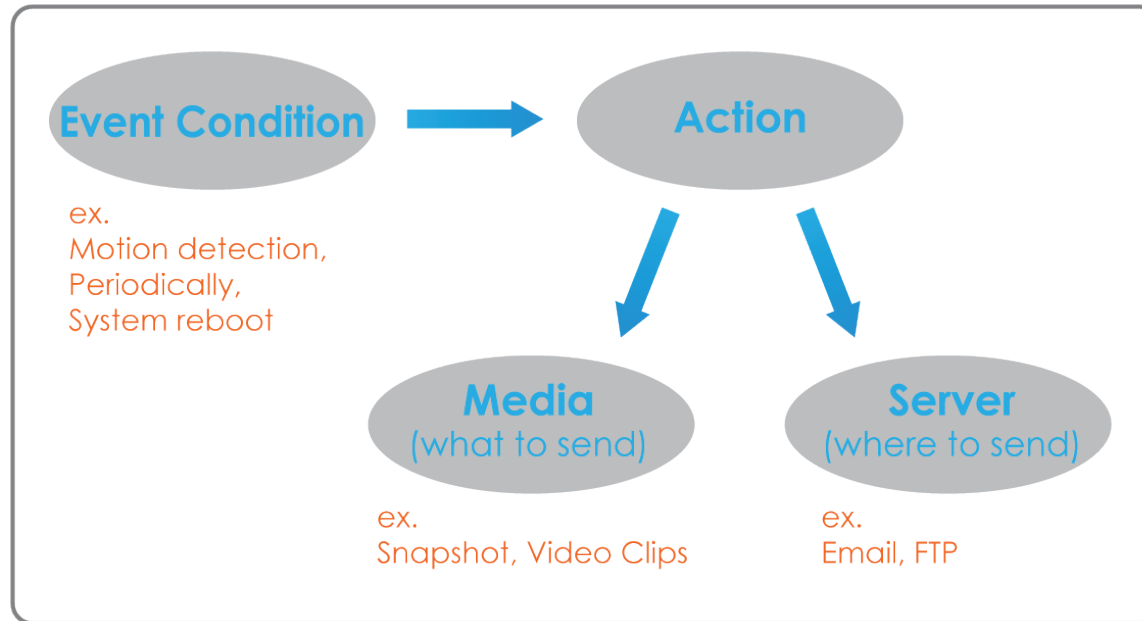 Event Condition
ex.
Motion detection,
Periodically,
System reboot
Action
Media
(what to send)
ex.
Snapshot, Video Clips
Server
(where to send)
ex.
Email, FTP